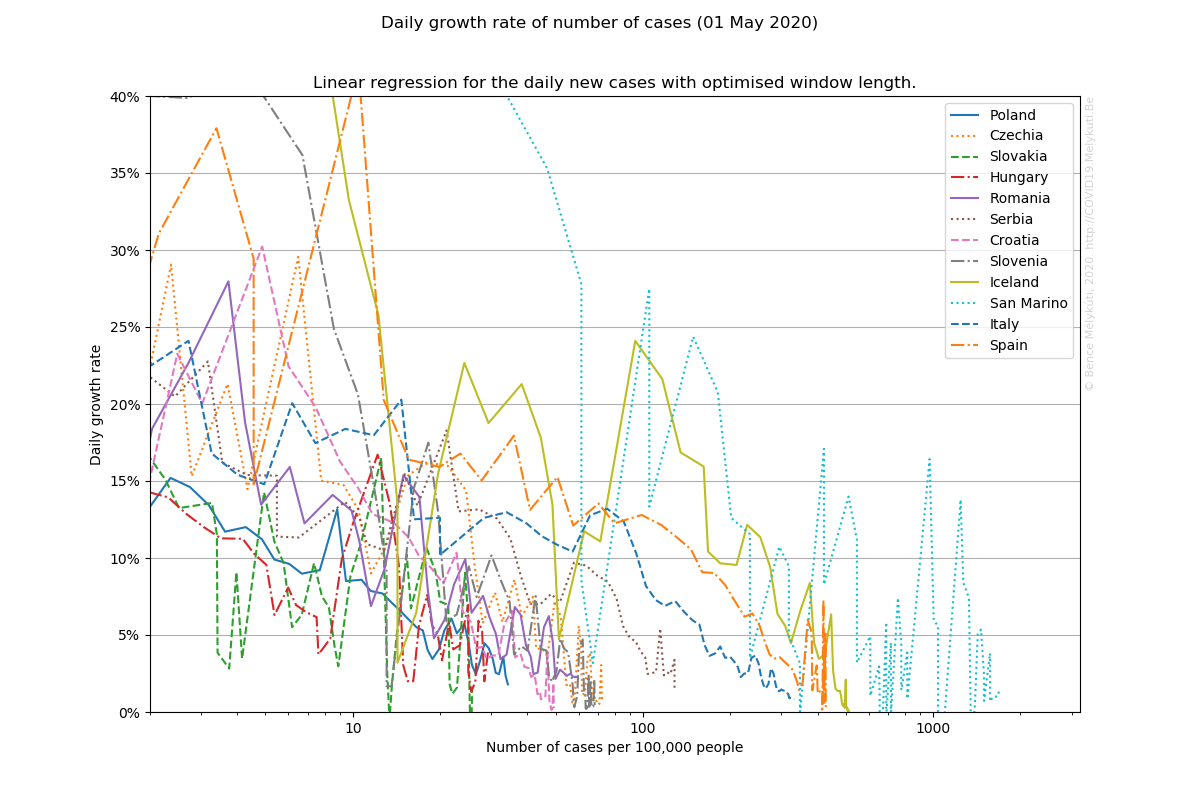 Daily growth rate of number of cases (01 May 2020)
Linear regression for the daily new cases with optimised window length.
40%
35%
30%
25%
20%
15%
10%
5%
0%
Daily growth rate
10
100
1000
Number of cases per 100,000 people
Poland
Czechia
Slovakia
Hungary
Romania
Serbia
Croatia
Slovenia
Iceland
San Marino
Italy
Spain
© Bence Mélykúti, 2020. http://COVID19.Melykuti.Be